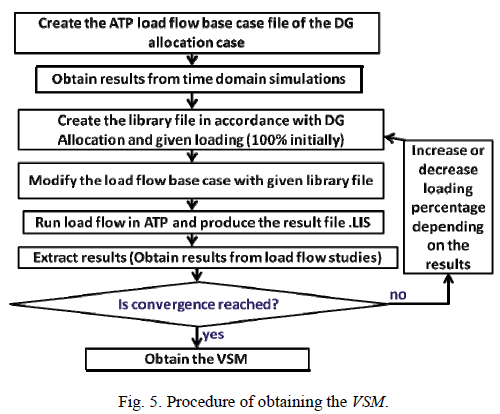 Create the ATP load flow base case file of the DG
allocation case
Obtain results from time domain simulations
Create the library file in accordance with DG
Allocation and given loading (100% initially)
Modify the load flow base case with given library file
Run load flow in ATP and produce the result file .LIS
Extract results (Obtain results from load flow studies)
Is convergence reached?
no
yes
Increase or
decrease
loading
percentage
depending
on the
results
Obtain the VSM
Fig. 5. Procedure of obtaining the VSM.